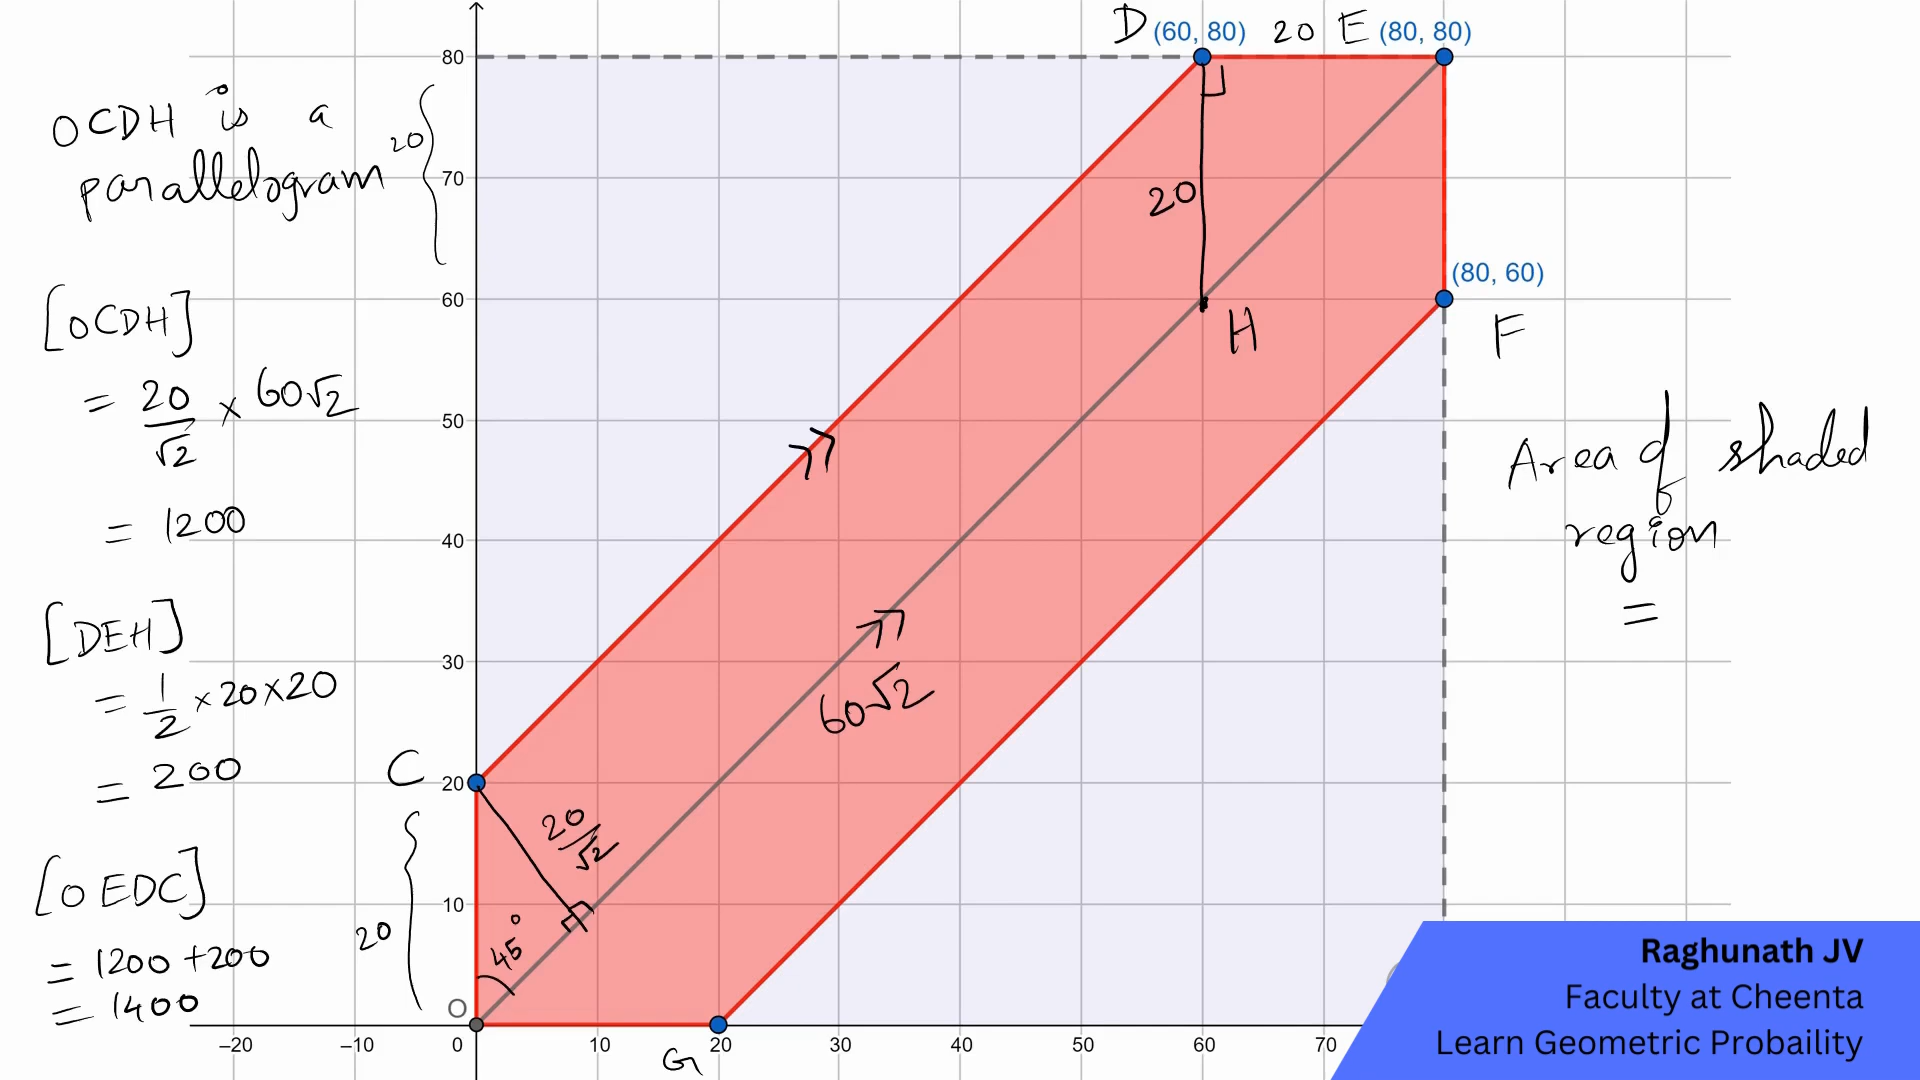 D (60, 80) 20 E (80, 80)
OCDH is a
parallelogram
20
[OCDH]
= 20/√2 × 60√2
= 1200
[DEH]
= 1/2 × 20 × 20
= 200
[OEDC]
= 1200 + 200
= 1400
80
70
60
50
40
30
20
10
20
H
(80, 60)
F
60√2
C
20/√2
45°
20
O
Area of shaded
region
=
−20 −10 0 10 20 30 40 50 60 70
G
Raghunath JV
Faculty at Cheenta
Learn Geometric Probaility